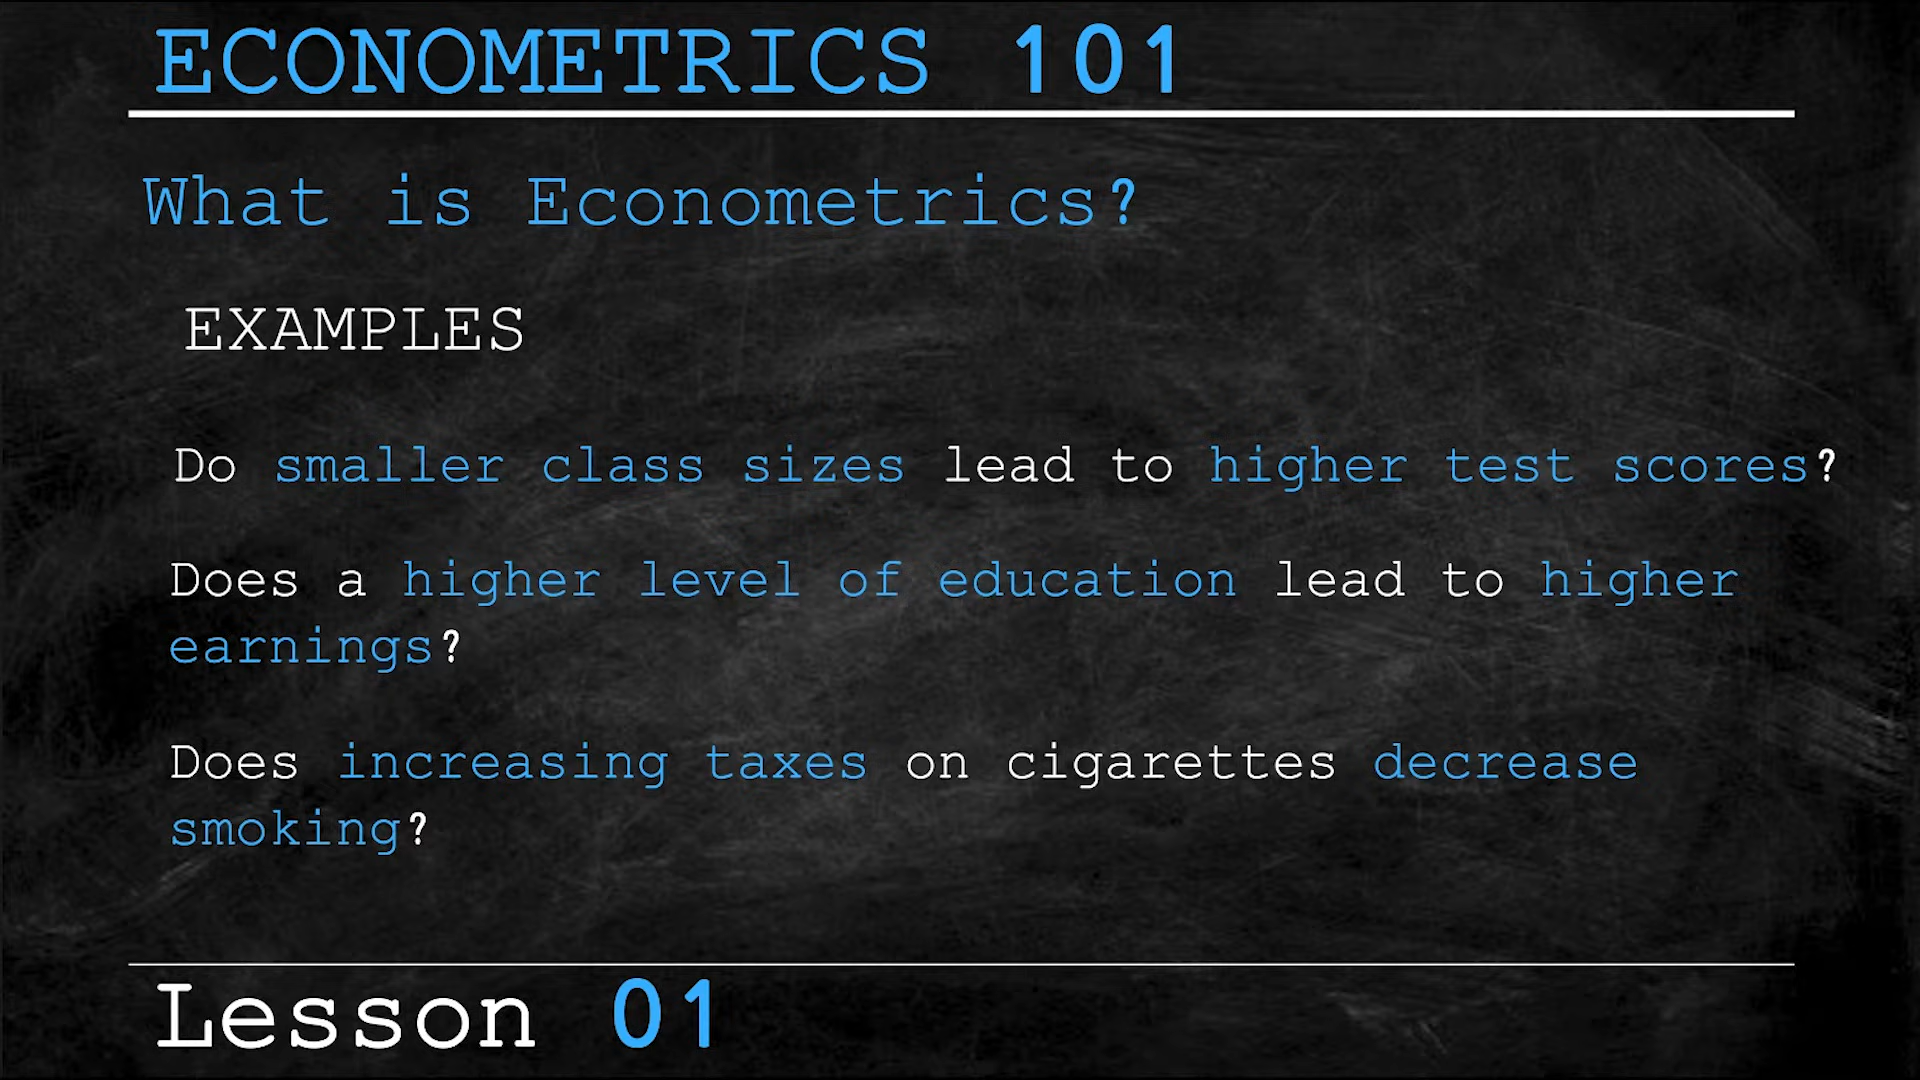 ECONOMETRICS 101
What is Econometrics?
EXAMPLES
Do smaller class sizes lead to higher test scores?
Does a higher level of education lead to higher
earnings?
Does increasing taxes on cigarettes decrease
smoking?
Lesson 01